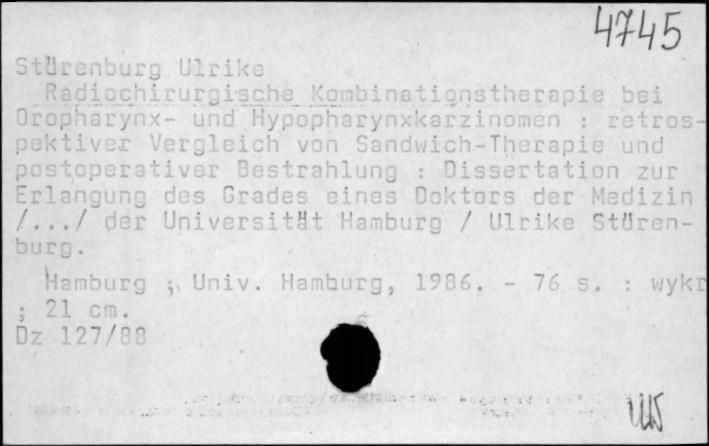 4745
Stürenburg Ulrike
Radiochirurgische Kombinationstherapie bei
Oropharynx- und Hypopharynxkarzinomen : retros-
pektiver Vergleich von Sandwich-Therapie und
postoperativer Bestrahlung : Dissertation zur
Erlangung des Grades eines Doktors der Medizin
/.../ der Universität Hamburg / Ulrike Stüren-
burg.
Hamburg ; Univ. Hamburg, 1986. - 76 s. : wykr
; 21 cm.
Dz 127/88